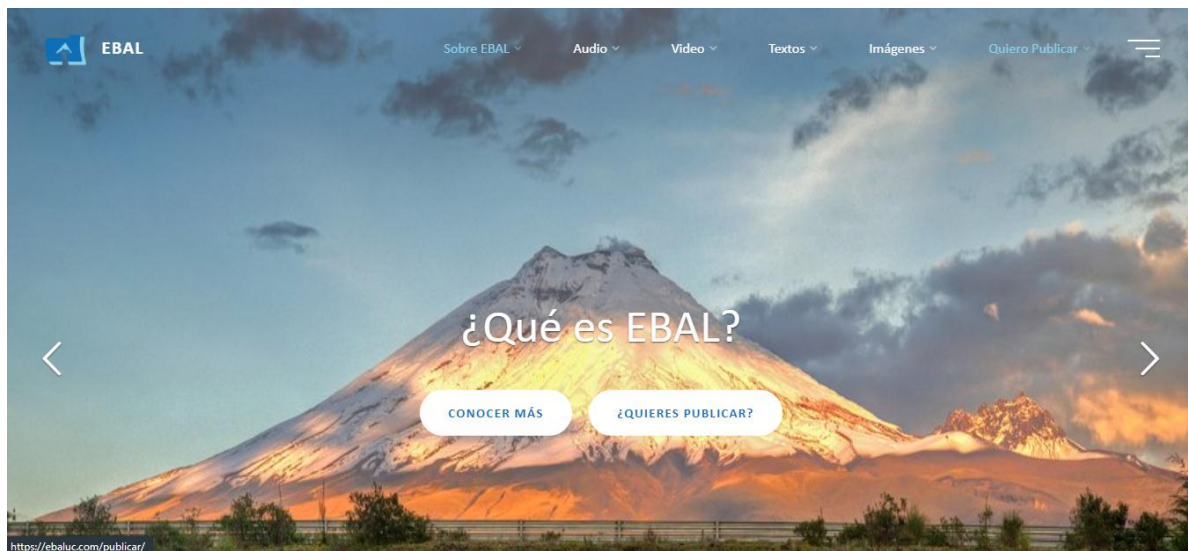 EBAL
Sobre EBAL Audio Video Textos Imágenes Quiero Publicar
¿Qué es EBAL?
CONOCER MÁS ¿QUIERES PUBLICAR?
https://ebaluc.com/publicar/